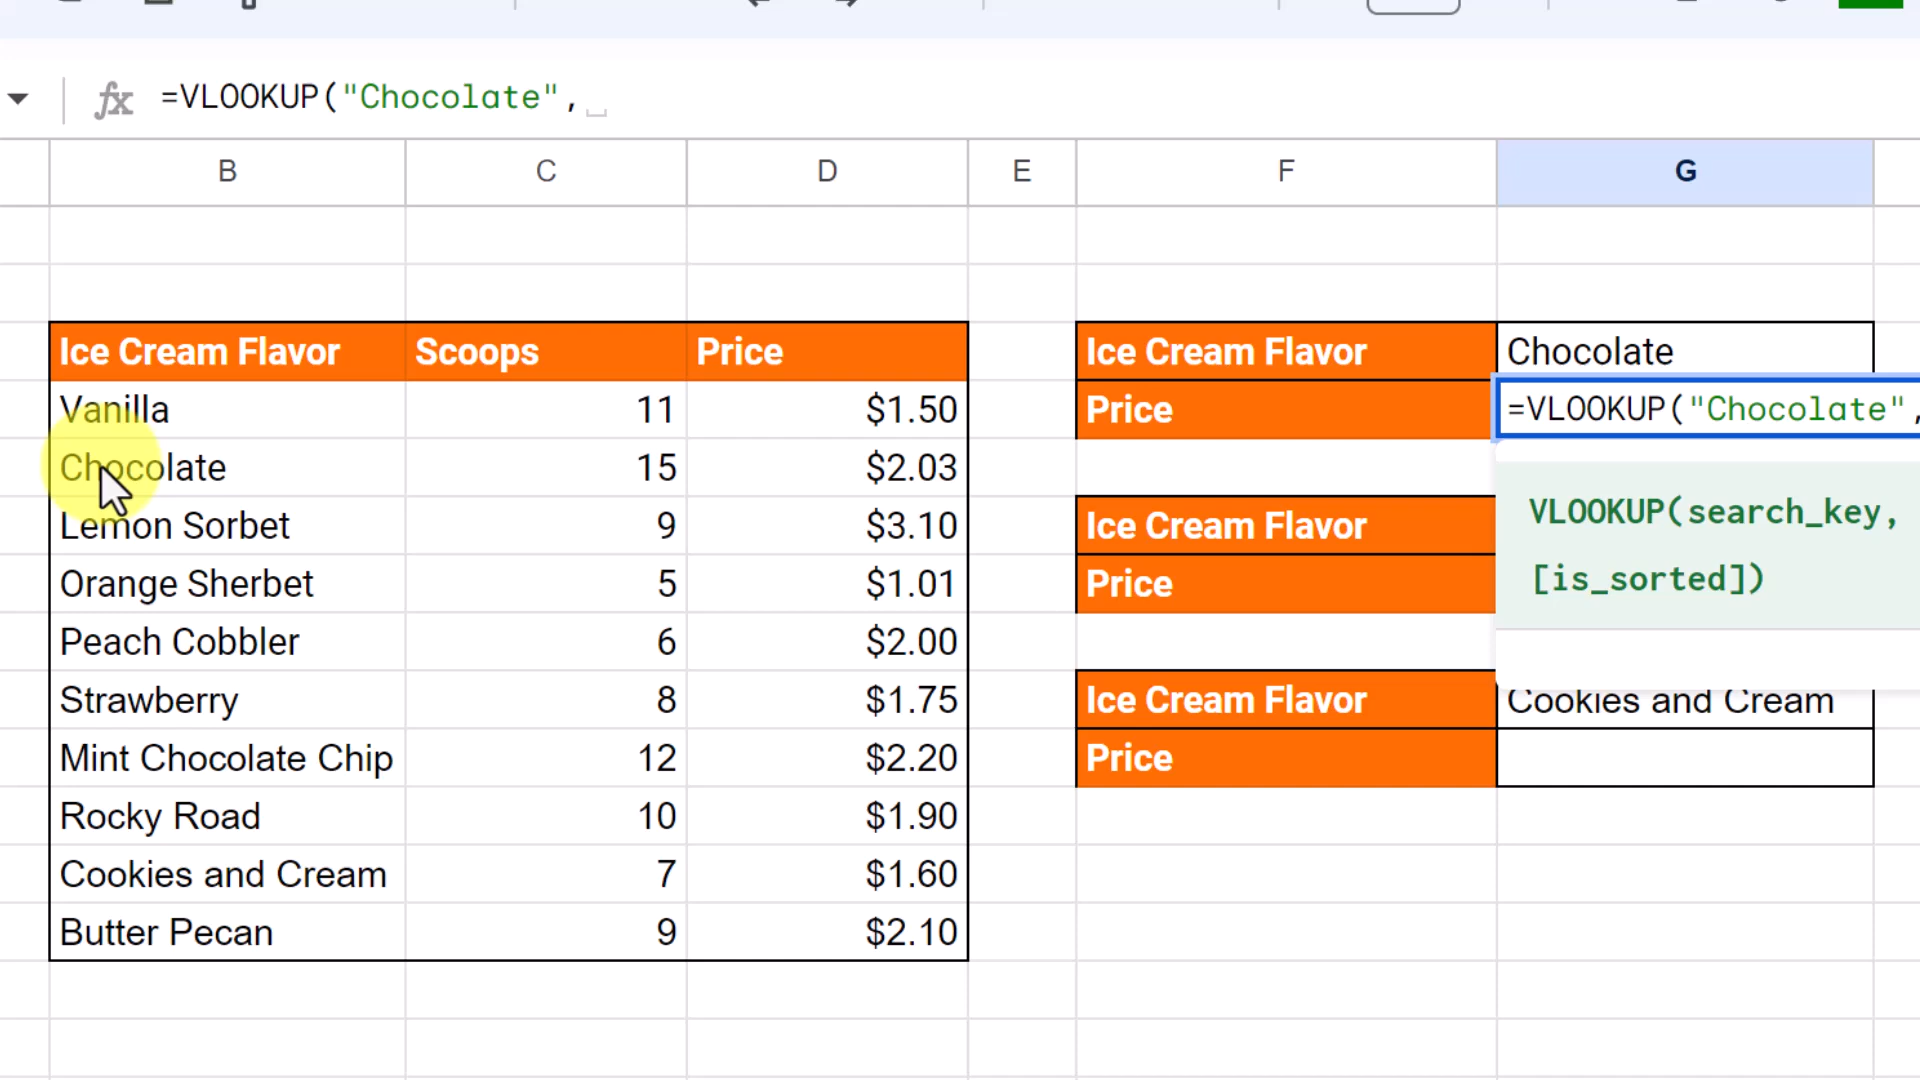 =VLOOKUP("Chocolate",
B C D E F G
Ice Cream Flavor Scoops Price Ice Cream Flavor Chocolate
Vanilla 11 $1.50 Price =VLOOKUP("Chocolate",
Chocolate 15 $2.03
VLOOKUP(search_key,
Lemon Sorbet 9 $3.10 Ice Cream Flavor
[is_sorted])
Orange Sherbet 5 $1.01 Price
Peach Cobbler 6 $2.00
Strawberry 8 $1.75 Ice Cream Flavor Cookies and Cream
Mint Chocolate Chip 12 $2.20 Price
Rocky Road 10 $1.90
Cookies and Cream 7 $1.60
Butter Pecan 9 $2.10